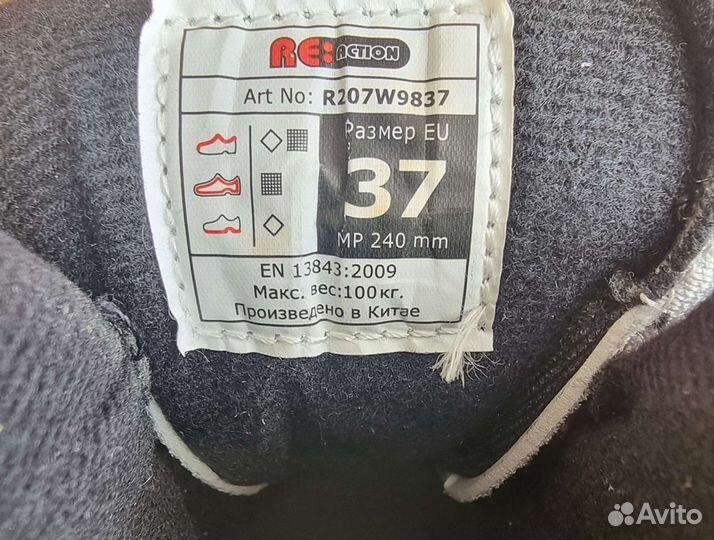 RE:ACTION
Art No: R207W9837
Размер EU
37
MP 240 mm
EN 13843:2009
Макс. вес:100кг.
Произведено в Китае
Avito